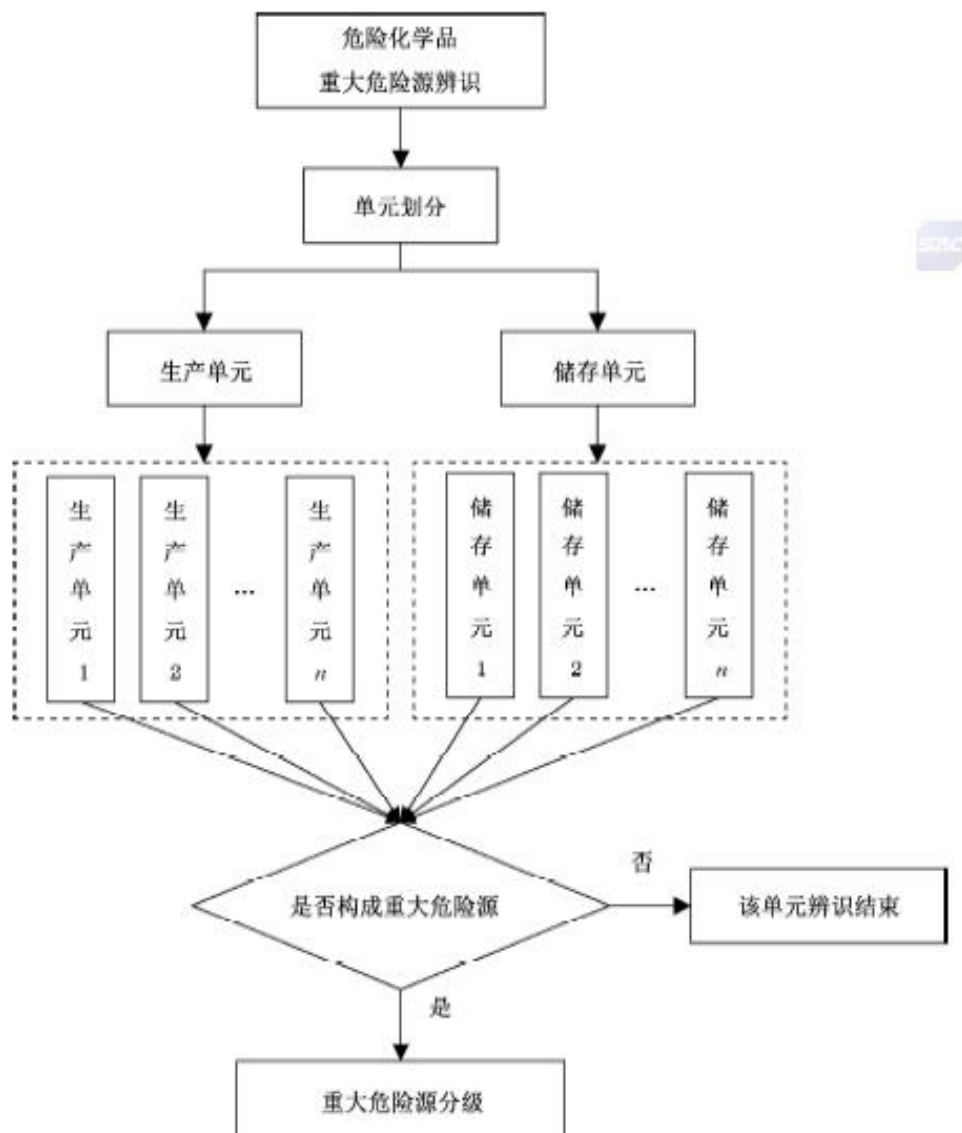 危险化学品
重大危险源辨识
单元划分
生产单元
储存单元
生产单元1
生产单元2
…
生产单元n
储存单元1
储存单元2
…
储存单元n
是否构成重大危险源
否
该单元辨识结束
是
重大危险源分级
sac